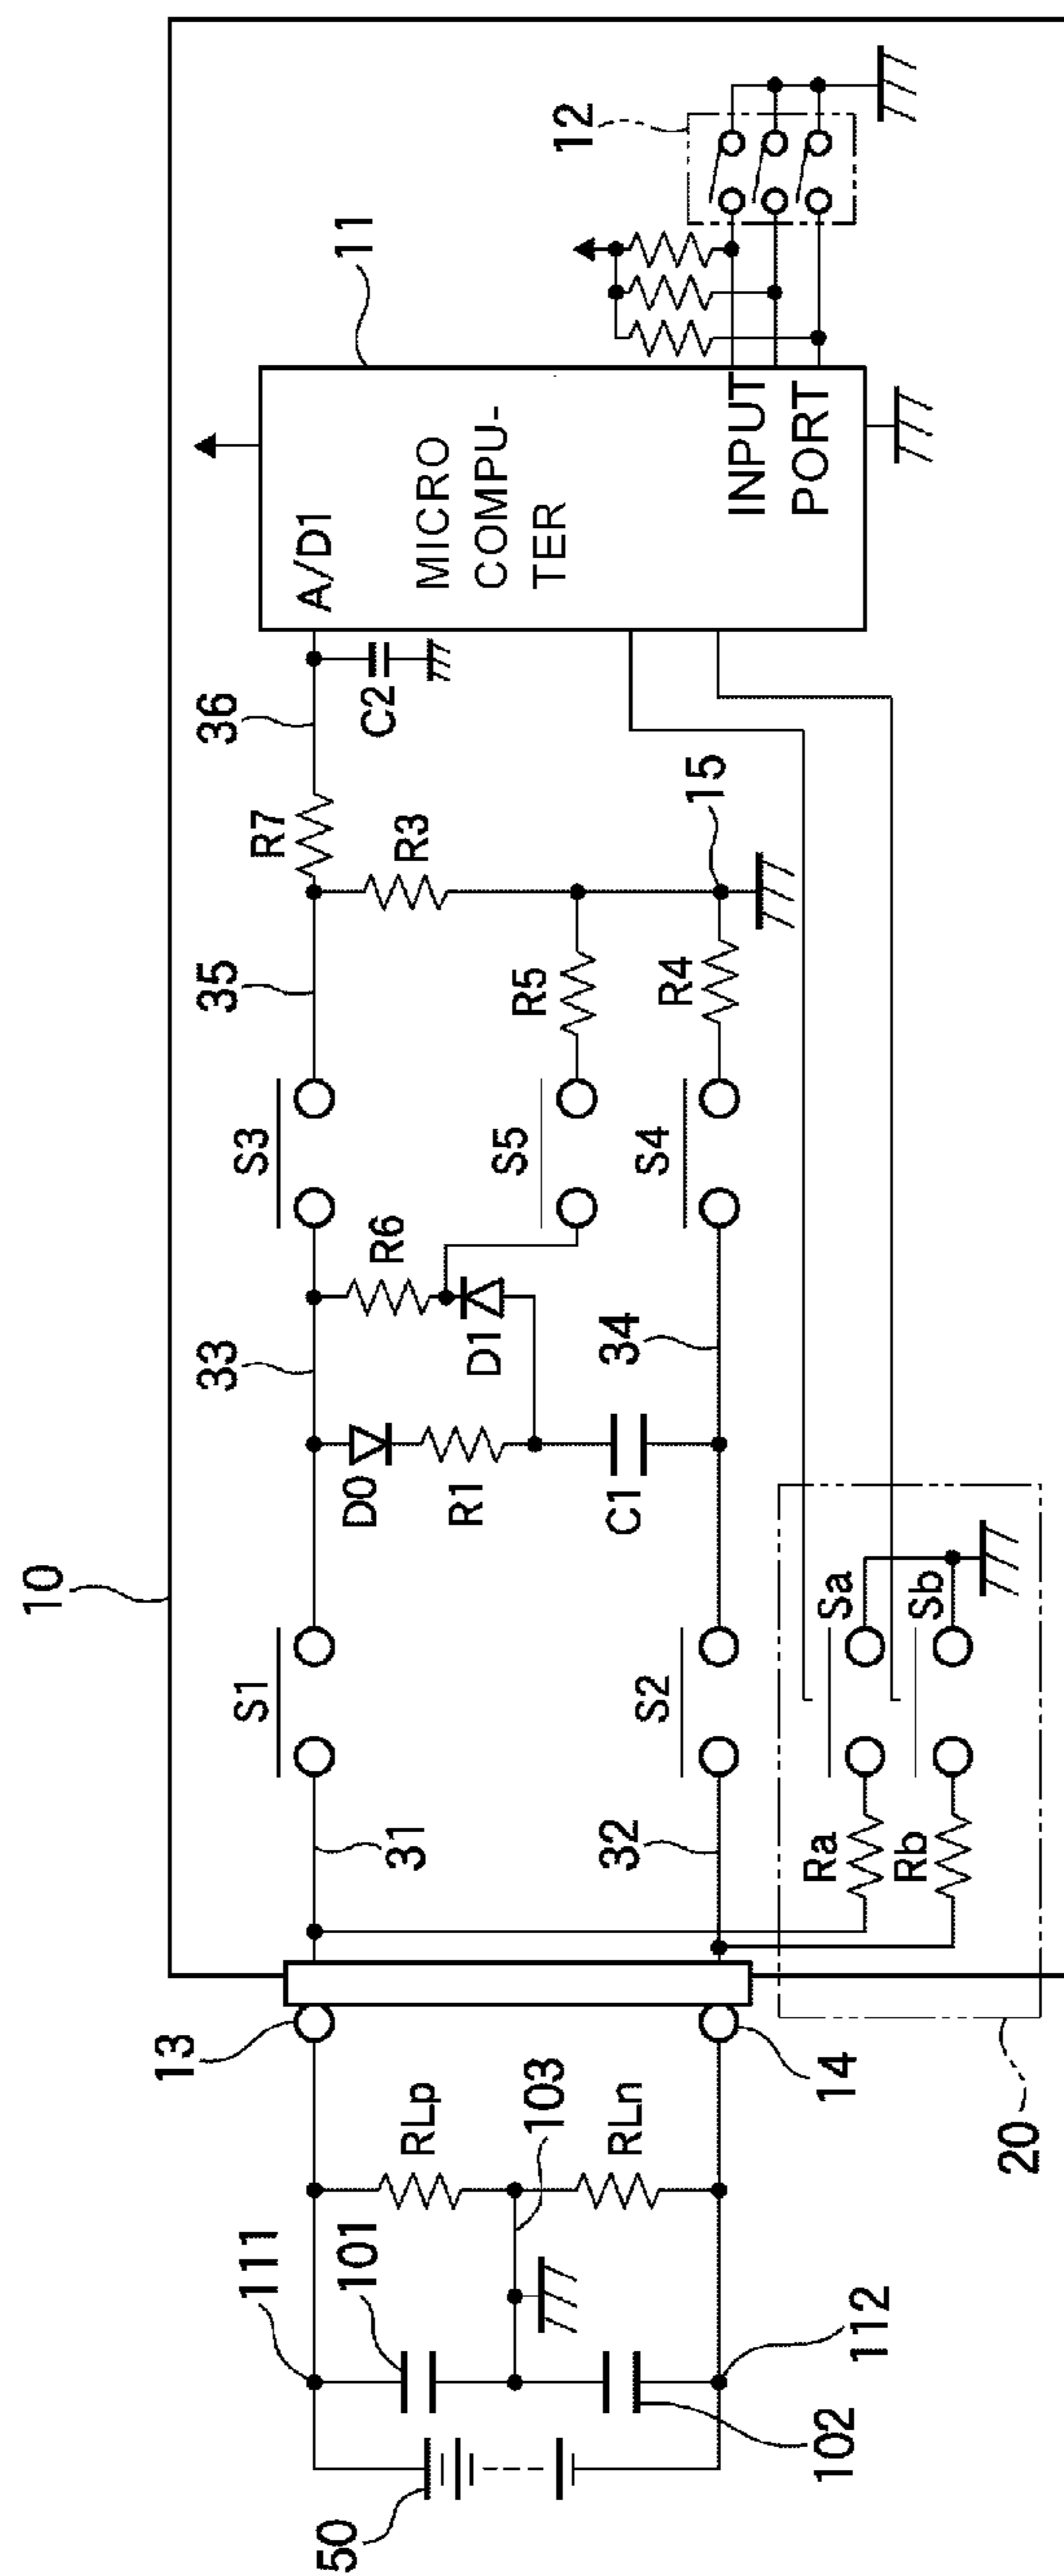 10
11
12
A/D1
MICRO
COMPU-
TER
INPUT
PORT
36
C2
R7
R3
15
35
R5
R4
S3
S5
S4
R6
33
D1
34
D0
R1
C1
S1
S2
Sa
Sb
31
32
Ra
Rb
13
14
20
RLp
103
RLn
111
101
112
102
50